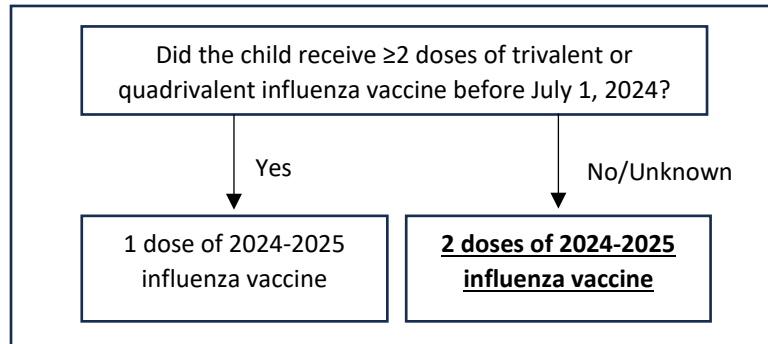 Did the child receive ≥2 doses of trivalent or
quadrivalent influenza vaccine before July 1, 2024?
Yes
No/Unknown
1 dose of 2024-2025
influenza vaccine
2 doses of 2024-2025
influenza vaccine